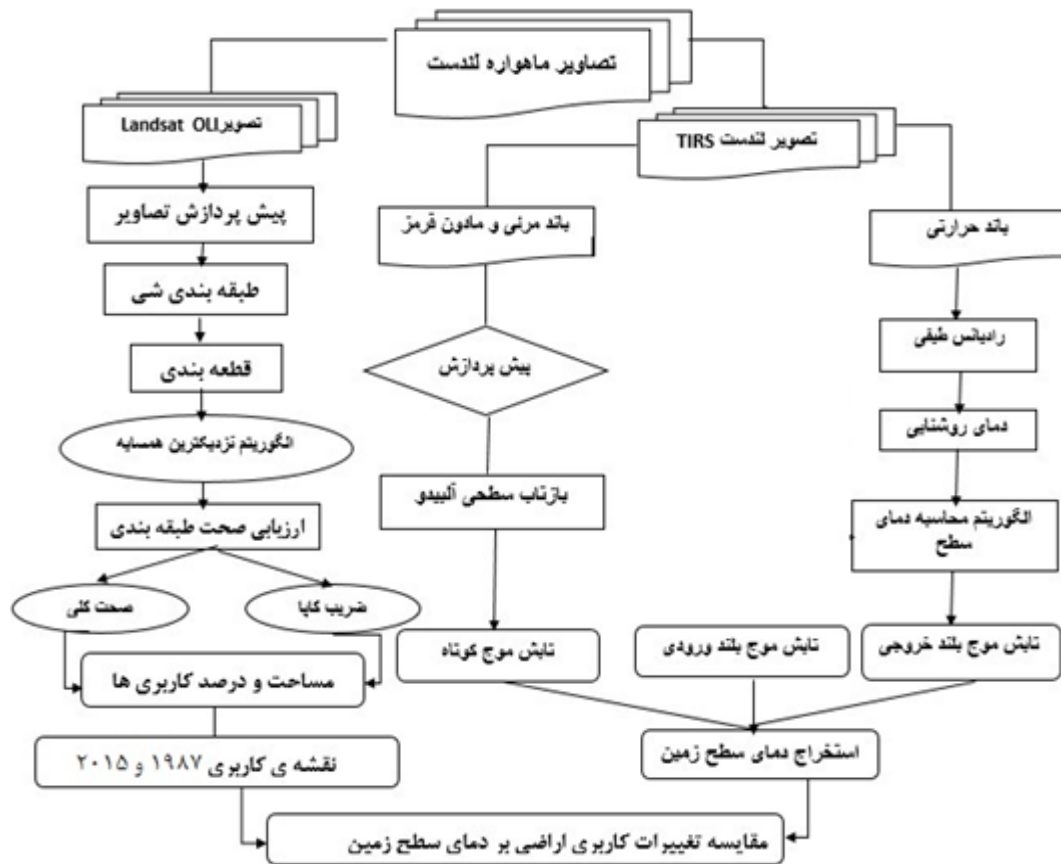 تصاویر ماهواره لندست
تصویر Landsat OLI
تصویر لندست TIRS
پیش پردازش تصاویر
باند مرئی و مادون قرمز
باند حرارتی
طبقه بندی شی
رادیانس طیفی
قطعه بندی
پیش پردازش
دمای روشنایی
الگوریتم نزدیکترین همسایه
بازتاب سطحی آلبیدو
ارزیابی صحت طبقه بندی
الگوریتم محاسبه دمای
سطح
صحت کلی
ضریب کاپا
تابش موج کوتاه
تابش موج بلند ورودی
تابش موج بلند خروجی
مساحت و درصد کاربری ها
نقشه ی کاربری ۱۹۸۷ و ۲۰۱۵
استخراج دمای سطح زمین
مقایسه تغییرات کاربری اراضی بر دمای سطح زمین